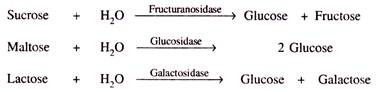 Sucrose + H₂O Fructuranosidase → Glucose + Fructose
Maltose + H₂O Glucosidase → 2 Glucose
Lactose + H₂O Galactosidase → Glucose + Galactose